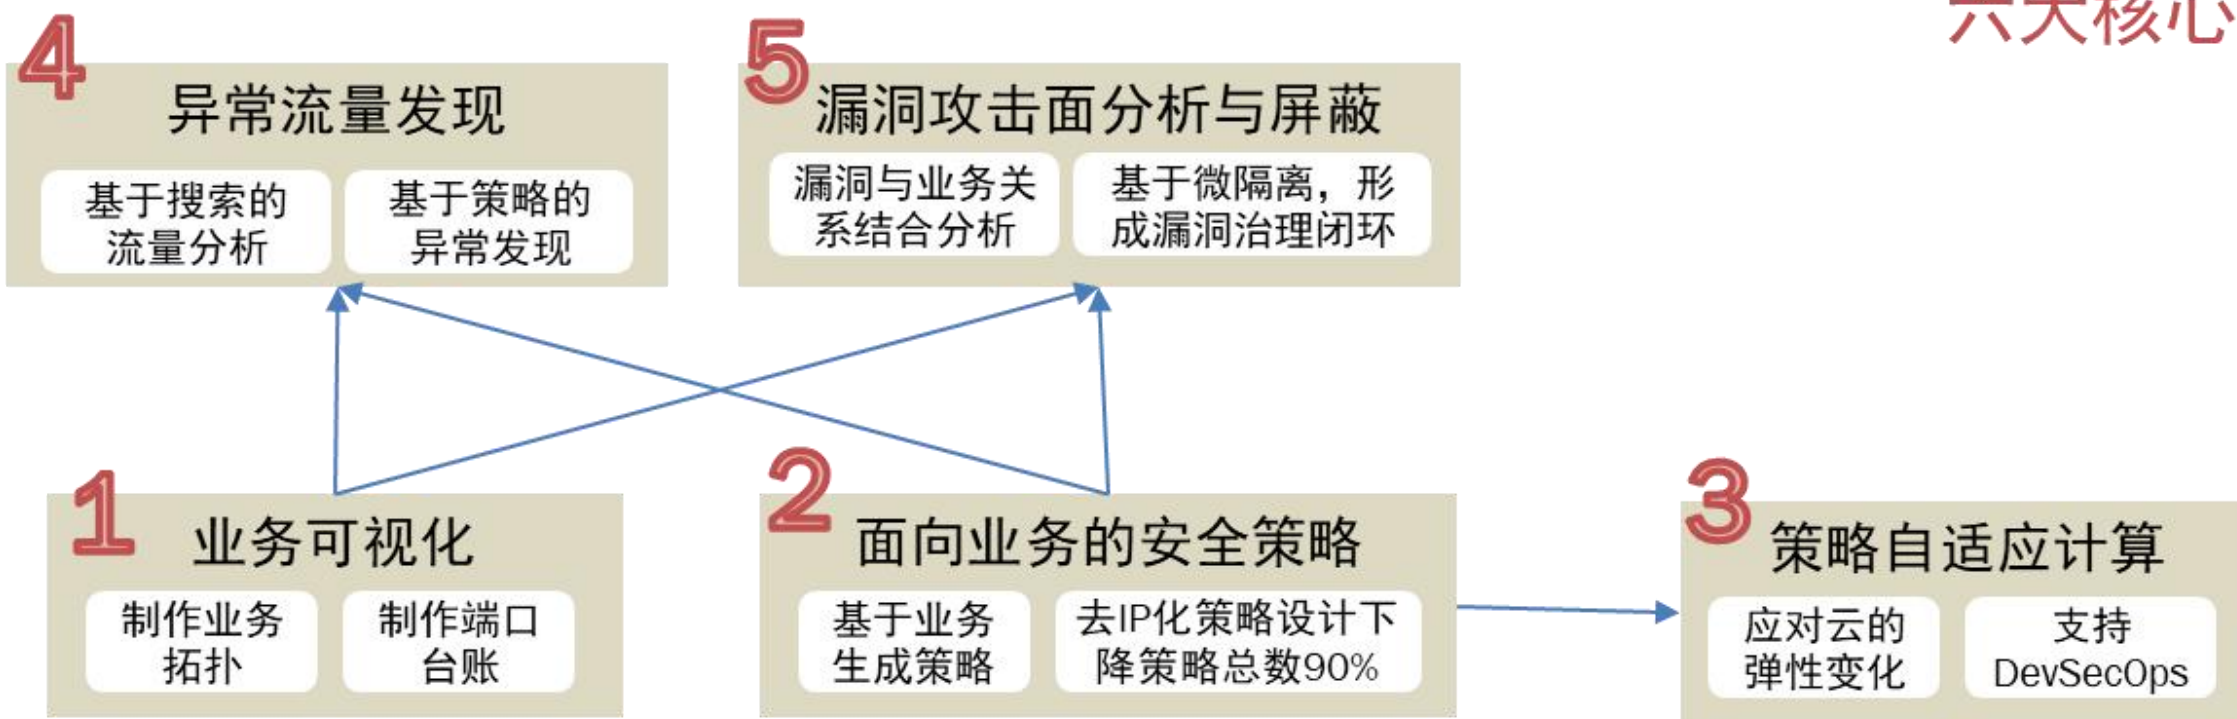 六大核心
4
异常流量发现
基于搜索的
流量分析
基于策略的
异常发现
5
漏洞攻击面分析与屏蔽
漏洞与业务关
系结合分析
基于微隔离，形
成漏洞治理闭环
1
业务可视化
制作业务
拓扑
制作端口
台账
2
面向业务的安全策略
基于业务
生成策略
去IP化策略设计下
降策略总数90%
3
策略自适应计算
应对云的
弹性变化
支持
DevSecOps